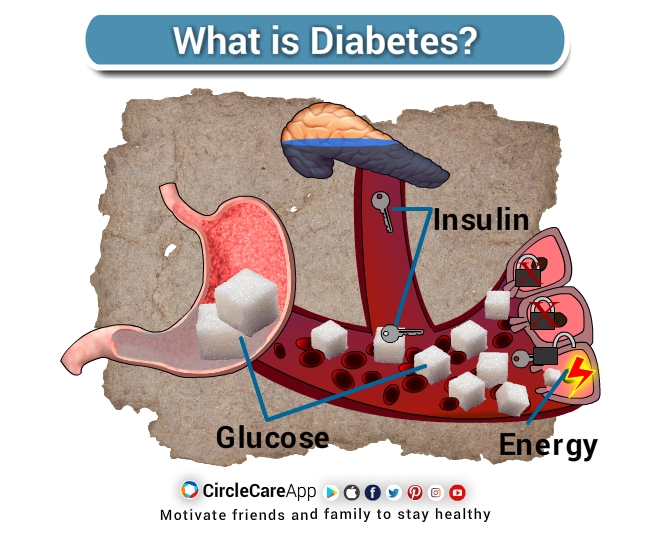 What is Diabetes?
Insulin
Glucose
Energy
CircleCareApp
Motivate friends and family to stay healthy